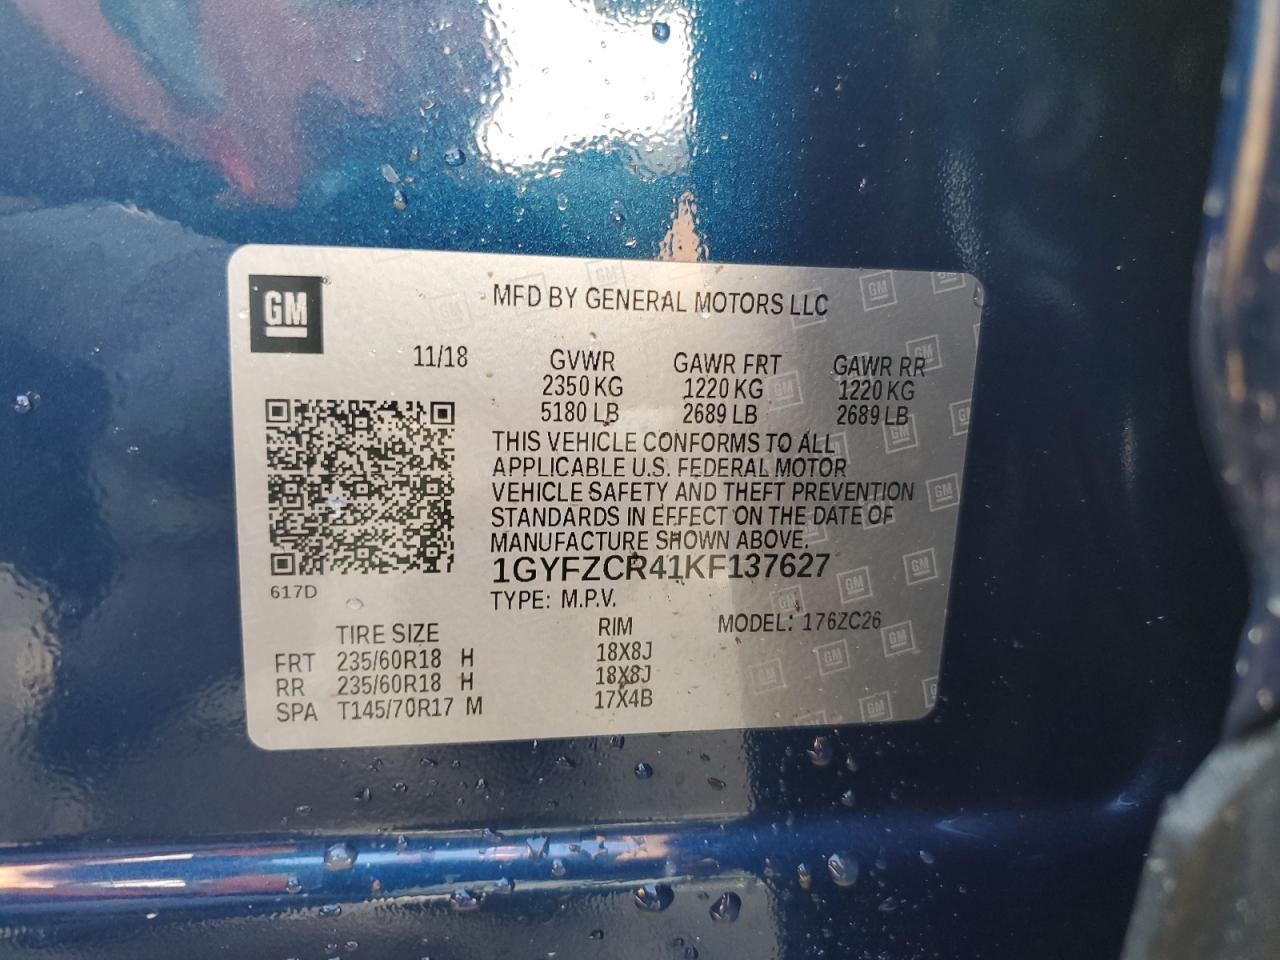 GM
MFD BY GENERAL MOTORS LLC
11/18 GVWR GAWR FRT GAWR RR
2350 KG 1220 KG 1220 KG
5180 LB 2689 LB 2689 LB
THIS VEHICLE CONFORMS TO ALL
APPLICABLE U.S. FEDERAL MOTOR
VEHICLE SAFETY AND THEFT PREVENTION
STANDARDS IN EFFECT ON THE DATE OF
MANUFACTURE SHOWN ABOVE.
1GYFZCR41KF137627
617D
TYPE: M.P.V.
MODEL: 176ZC26
TIRE SIZE RIM
FRT 235/60R18 H 18X8J
RR 235/60R18 H 18X8J
SPA T145/70R17 M 17X4B